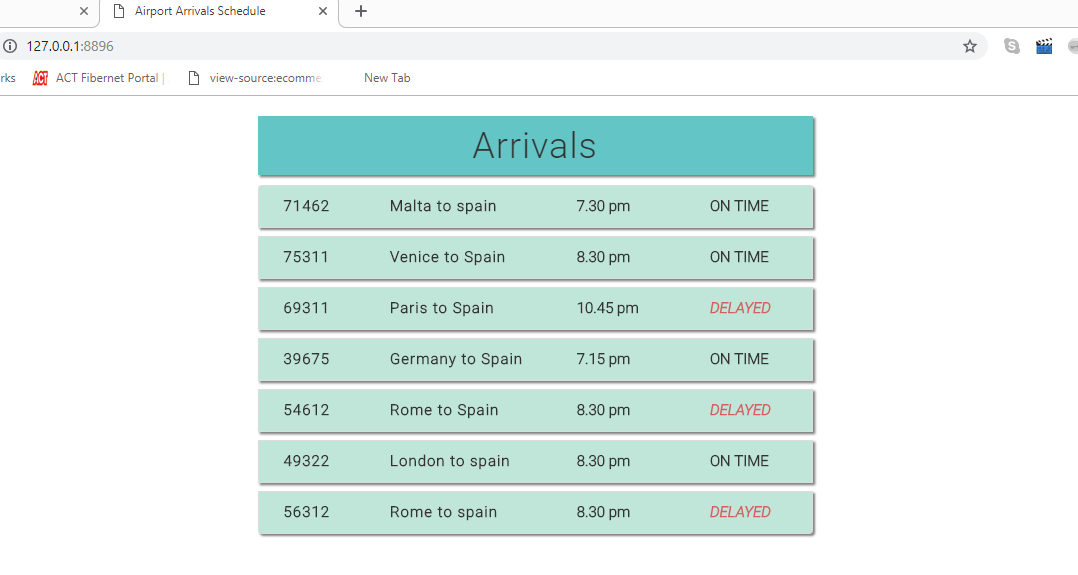 Airport Arrivals Schedule
127.0.0.1:8896
rks ACT ACT Fibernet Portal | view-source:ecomme New Tab
Arrivals
71462 Malta to spain 7.30 pm ON TIME
75311 Venice to Spain 8.30 pm ON TIME
69311 Paris to Spain 10.45 pm DELAYED
39675 Germany to Spain 7.15 pm ON TIME
54612 Rome to Spain 8.30 pm DELAYED
49322 London to spain 8.30 pm ON TIME
56312 Rome to spain 8.30 pm DELAYED